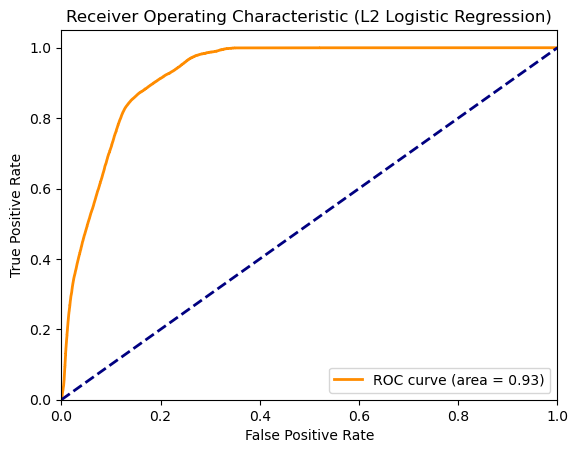 Receiver Operating Characteristic (L2 Logistic Regression)
1.0
0.8
0.6
0.4
0.2
0.0
True Positive Rate
ROC curve (area = 0.93)
0.0 0.2 0.4 0.6 0.8 1.0
False Positive Rate